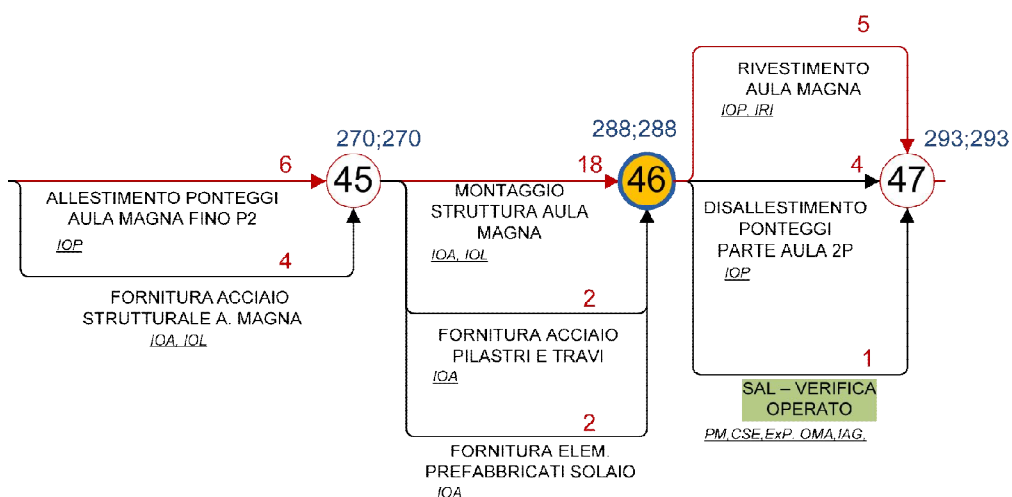 5
RIVESTIMENTO
AULA MAGNA
IOP, IRI
270;270
288;288
293;293
6
45
18
46
4
47
ALLESTIMENTO PONTEGGI
AULA MAGNA FINO P2
IOP
MONTAGGIO
STRUTTURA AULA
MAGNA
IOA, IOL
DISALLESTIMENTO
PONTEGGI
PARTE AULA 2P
IOP
4
FORNITURA ACCIAIO
STRUTTURALE A. MAGNA
IOA, IOL
2
FORNITURA ACCIAIO
PILASTRI E TRAVI
IOA
1
SAL – VERIFICA
OPERATO
PM,CSE,ExP, OMA,IAG,
2
FORNITURA ELEM.
PREFABBRICATI SOLAIO
IOA